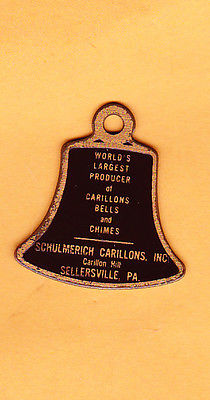 WORLD'S
LARGEST
PRODUCER
of
CARILLONS
BELLS
and
CHIMES
SCHULMERICH CARILLONS, INC
Carillon Hill
SELLERSVILLE, PA.